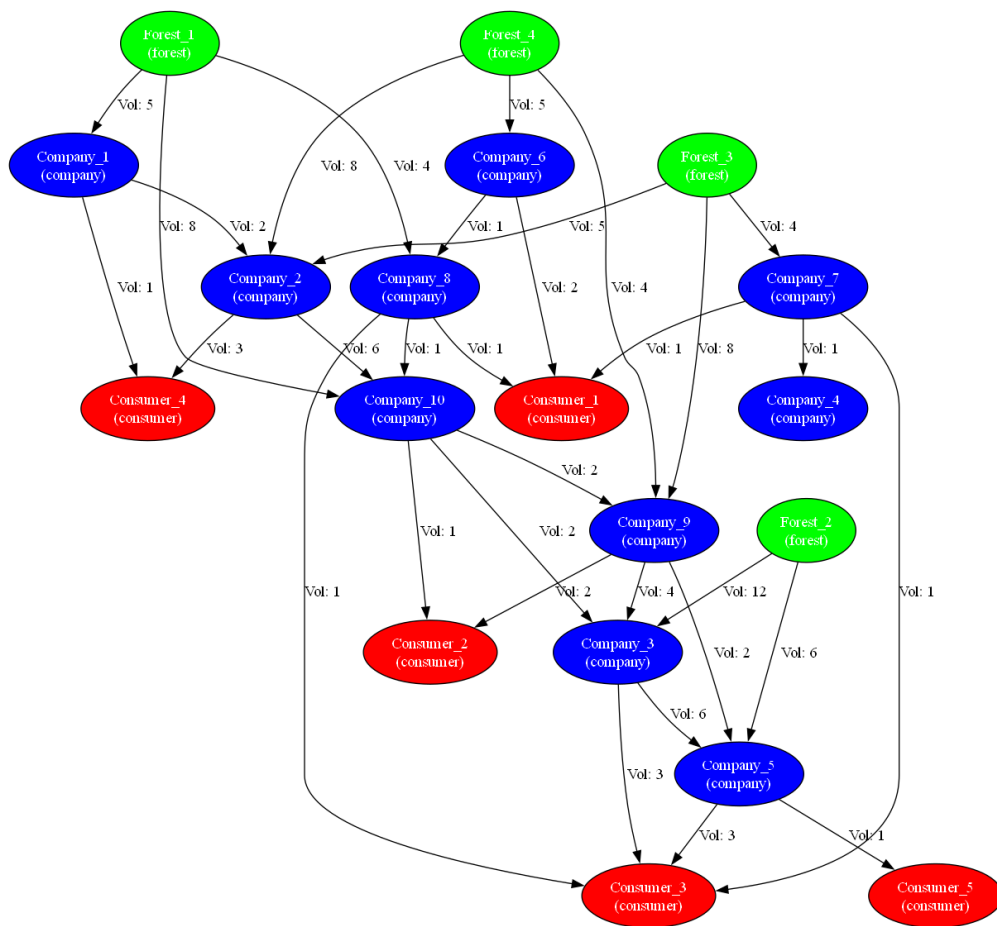 Forest_1
(forest)
Forest_4
(forest)
Vol: 5
Vol: 5
Company_1
(company)
Company_6
(company)
Forest_3
(forest)
Vol: 8
Vol: 4
Vol: 2
Vol: 8
Vol: 1
Vol: 5
Vol: 4
Company_2
(company)
Company_8
(company)
Company_7
(company)
Vol: 1
Vol: 2
Vol: 4
Vol: 3
Vol: 6
Vol: 1
Vol: 1
Vol: 1
Vol: 8
Vol: 1
Consumer_4
(consumer)
Company_10
(company)
Consumer_1
(consumer)
Company_4
(company)
Vol: 2
Company_9
(company)
Forest_2
(forest)
Vol: 1
Vol: 2
Vol: 1
Vol: 2
Vol: 4
Vol: 12
Vol: 1
Consumer_2
(consumer)
Company_3
(company)
Vol: 2
Vol: 6
Vol: 6
Company_5
(company)
Vol: 3
Vol: 3
Vol: 1
Consumer_3
(consumer)
Consumer_5
(consumer)